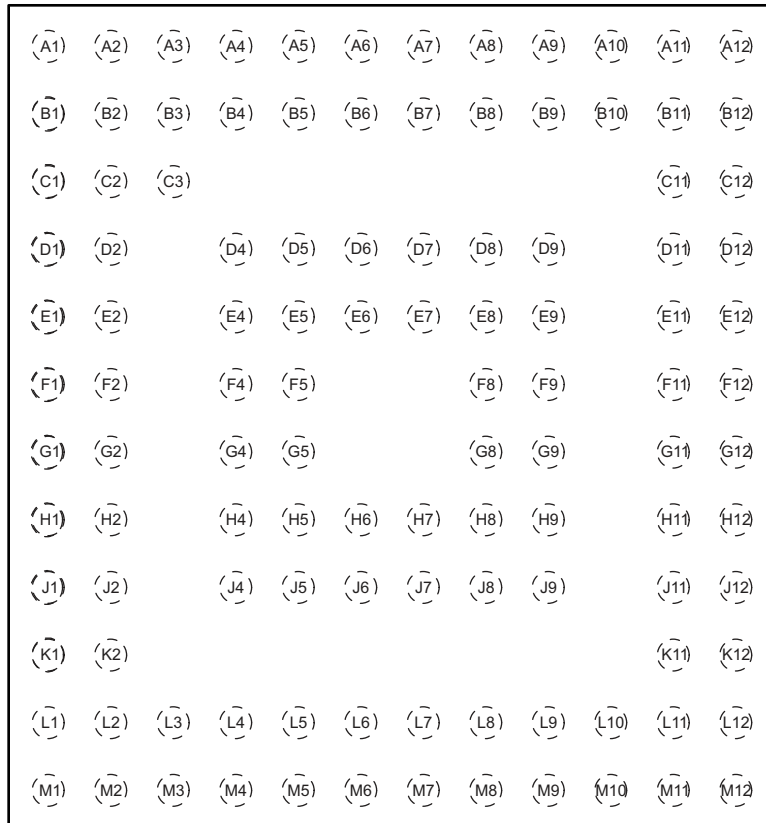 A1 A2 A3 A4 A5 A6 A7 A8 A9 A10 A11 A12
B1 B2 B3 B4 B5 B6 B7 B8 B9 B10 B11 B12
C1 C2 C3 C11 C12
D1 D2 D4 D5 D6 D7 D8 D9 D11 D12
E1 E2 E4 E5 E6 E7 E8 E9 E11 E12
F1 F2 F4 F5 F8 F9 F11 F12
G1 G2 G4 G5 G8 G9 G11 G12
H1 H2 H4 H5 H6 H7 H8 H9 H11 H12
J1 J2 J4 J5 J6 J7 J8 J9 J11 J12
K1 K2 K11 K12
L1 L2 L3 L4 L5 L6 L7 L8 L9 L10 L11 L12
M1 M2 M3 M4 M5 M6 M7 M8 M9 M10 M11 M12